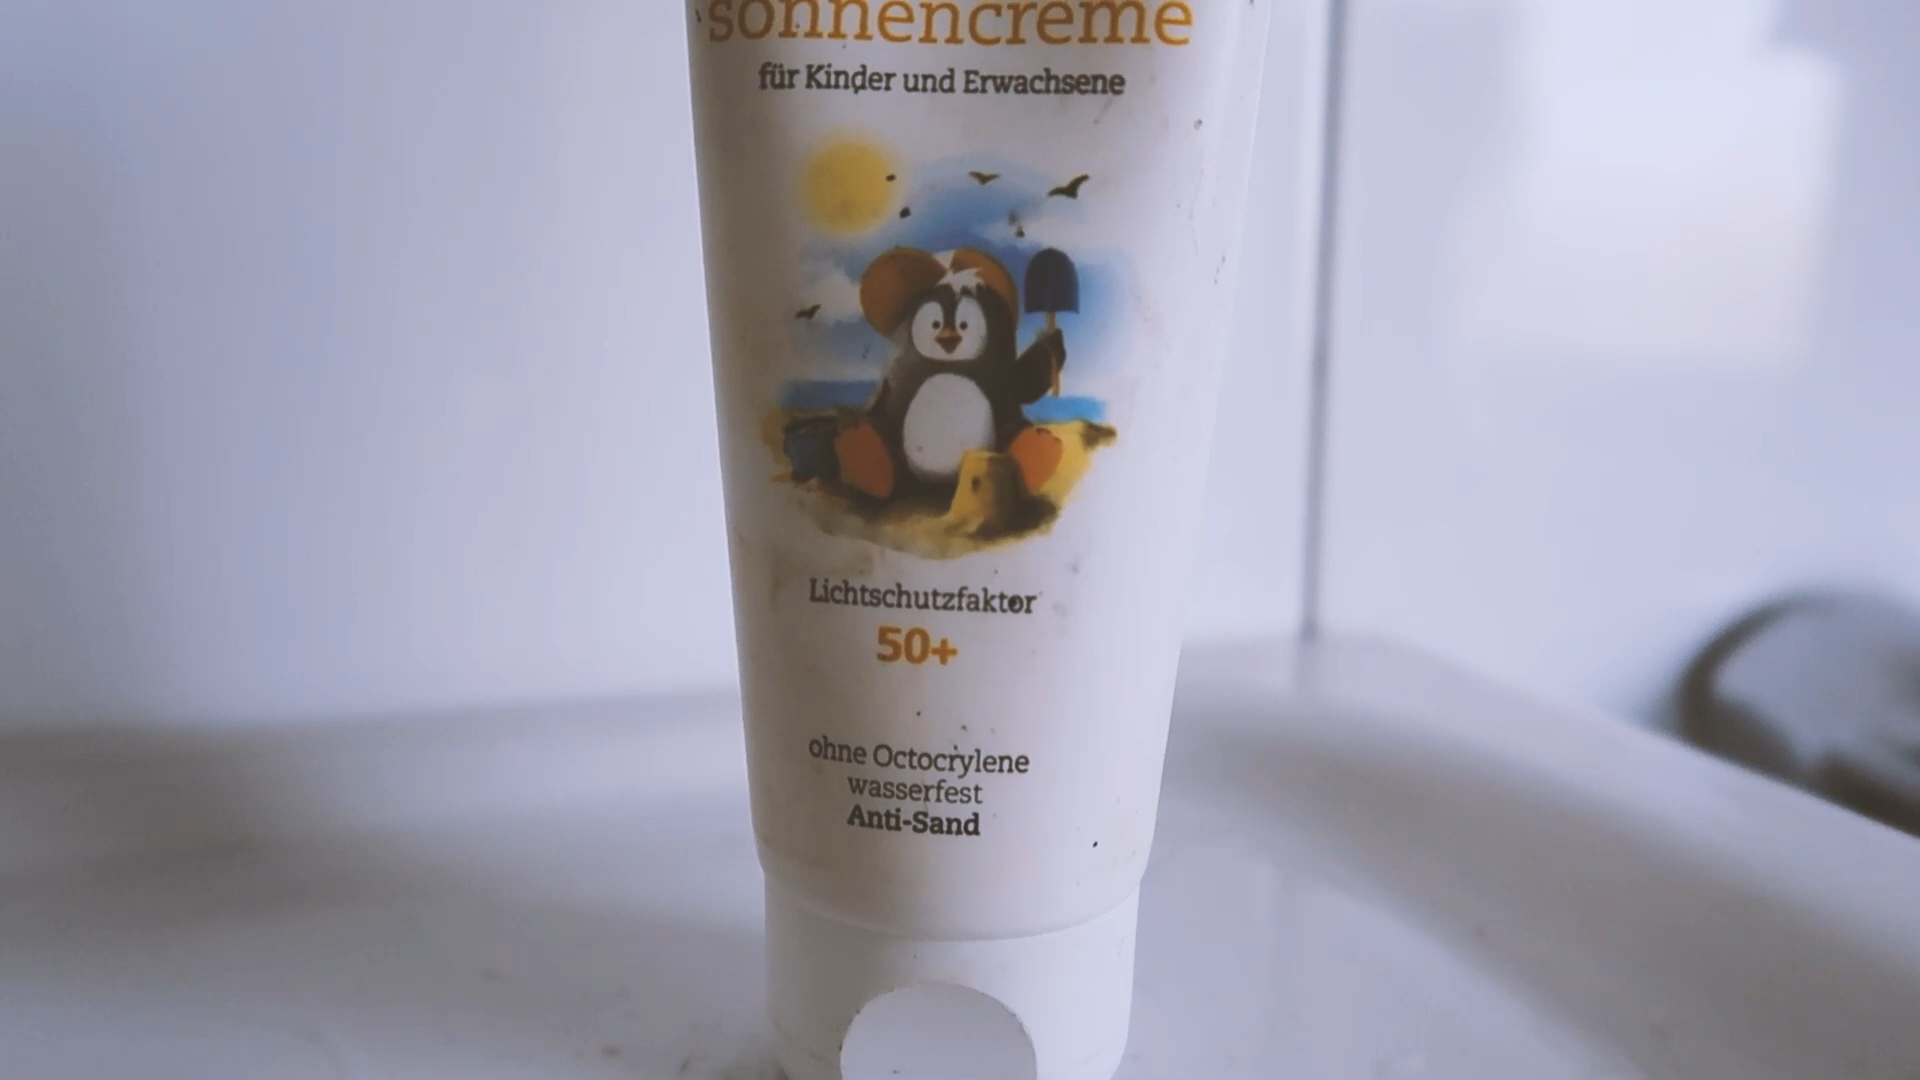 sonnencreme
für Kinder und Erwachsene
Lichtschutzfaktor
50+
ohne Octocrylene
wasserfest
Anti-Sand